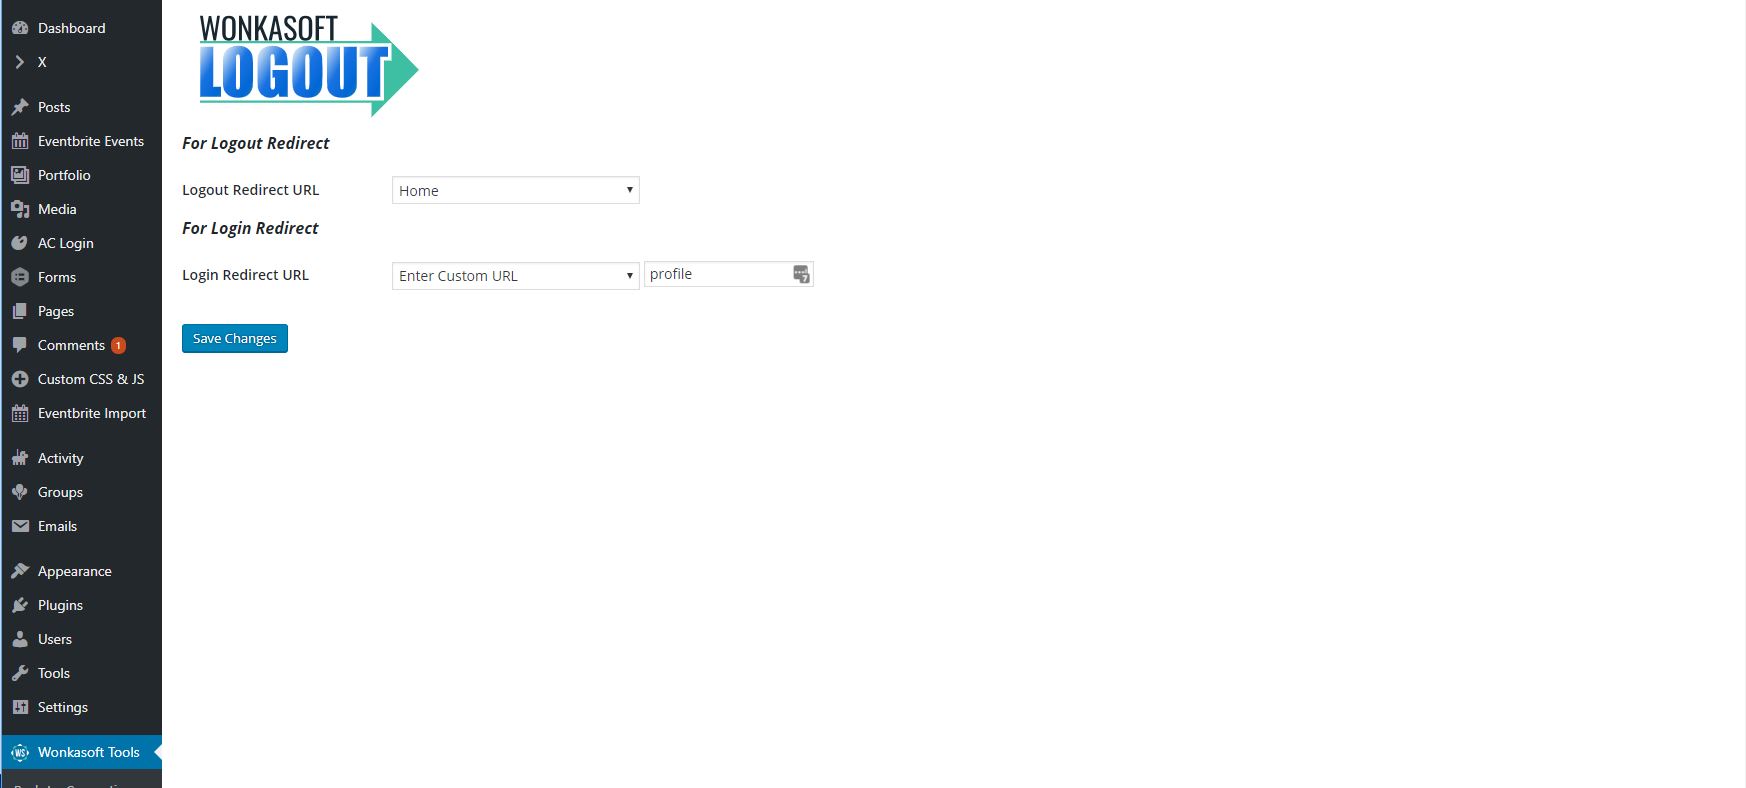 Dashboard
X
Posts
Eventbrite Events
Portfolio
Media
AC Login
Forms
Pages
Comments 1
Custom CSS & JS
Eventbrite Import
Activity
Groups
Emails
Appearance
Plugins
Users
Tools
Settings
WS Wonkasoft Tools
WONKASOFT
LOGOUT
For Logout Redirect
Logout Redirect URL Home
For Login Redirect
Login Redirect URL Enter Custom URL profile 7
Save Changes